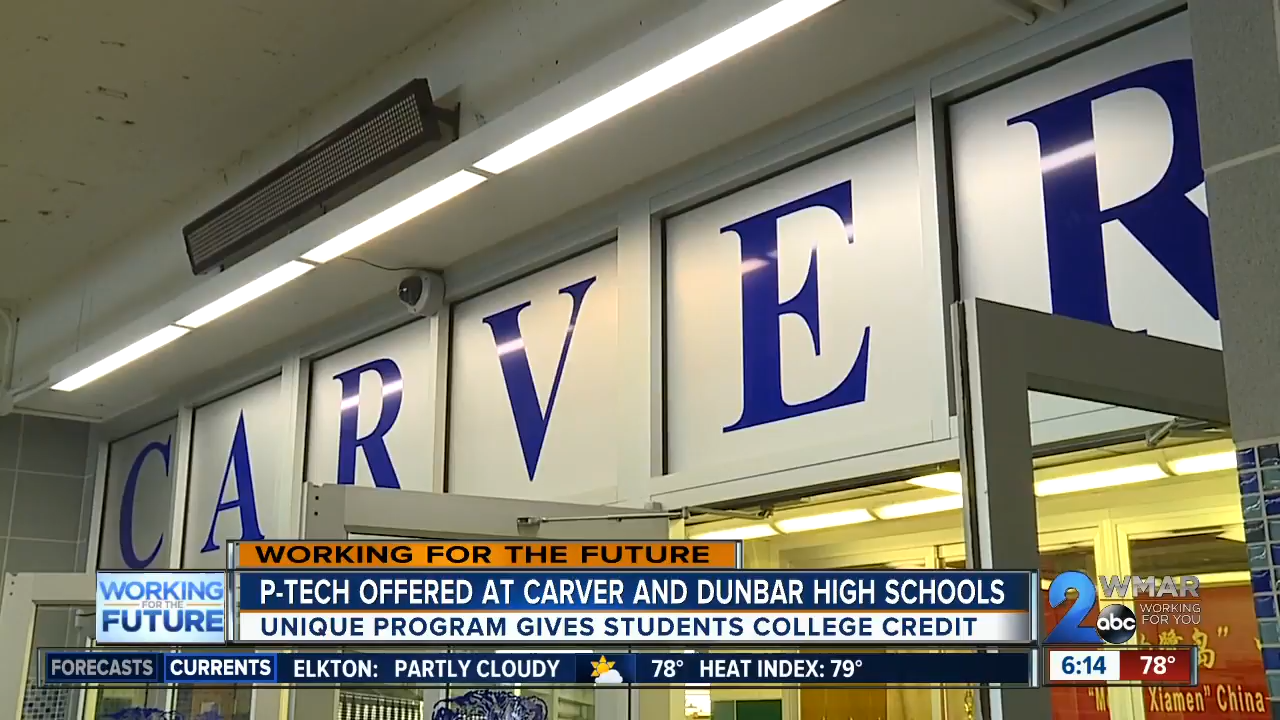 CARVER
WORKING FOR THE FUTURE
WORKING
FOR THE
FUTURE
P-TECH OFFERED AT CARVER AND DUNBAR HIGH SCHOOLS
UNIQUE PROGRAM GIVES STUDENTS COLLEGE CREDIT
2 WMAR
abc
WORKING
FOR YOU
FORECASTS CURRENTS ELKTON: PARTLY CLOUDY 78° HEAT INDEX: 79°
6:14 78°
Xiamen" China